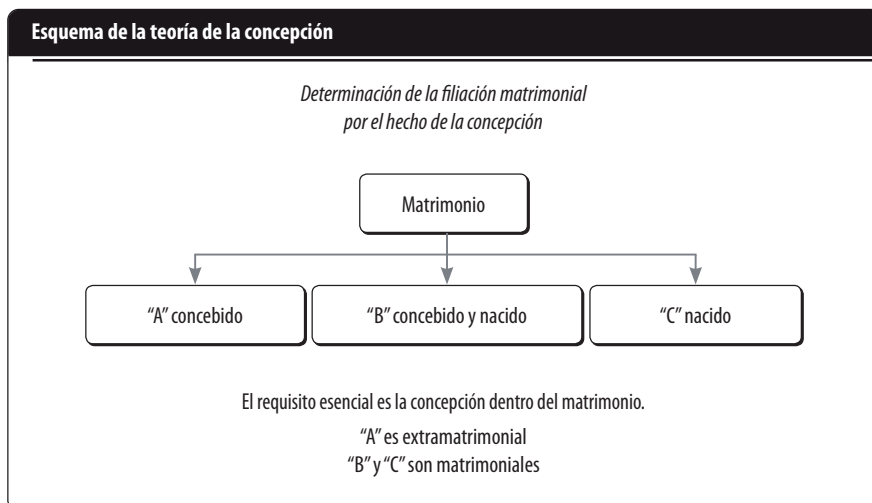 Esquema de la teoría de la concepción
Determinación de la filiación matrimonial
por el hecho de la concepción
Matrimonio
“A” concebido
“B” concebido y nacido
“C” nacido
El requisito esencial es la concepción dentro del matrimonio.
“A” es extramatrimonial
“B” y “C” son matrimoniales